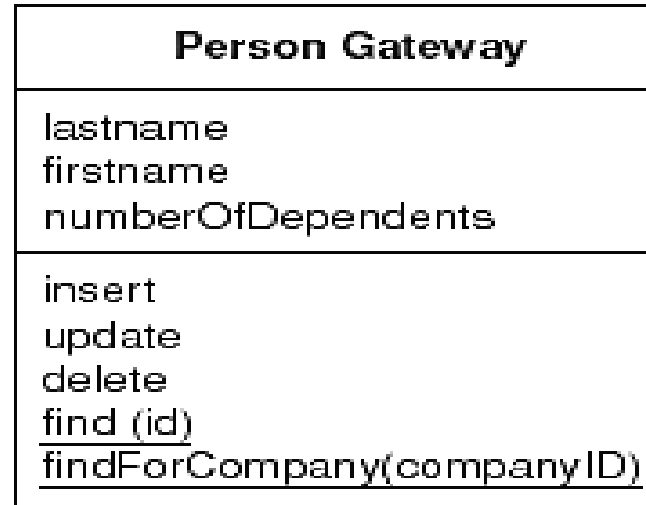 Person Gateway
lastname
firstname
numberOfDependents
insert
update
delete
find (id)
findForCompany(companyID)